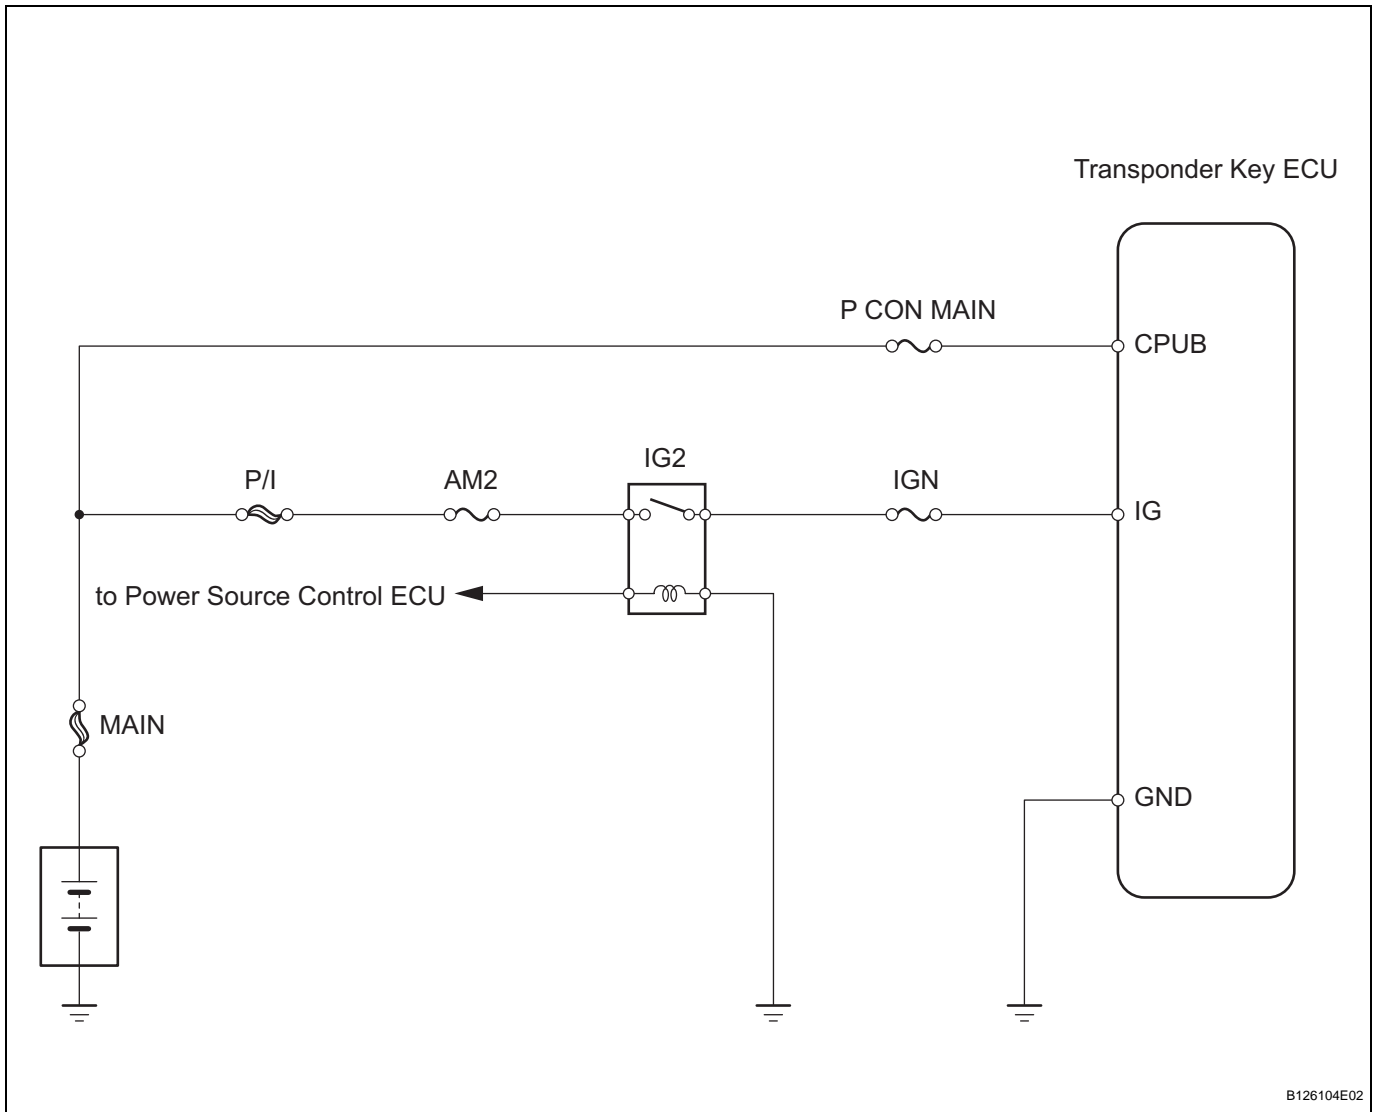 Transponder Key ECU
P CON MAIN
CPUB
IG2
P/I
AM2
IGN
IG
to Power Source Control ECU
MAIN
GND
B126104E02